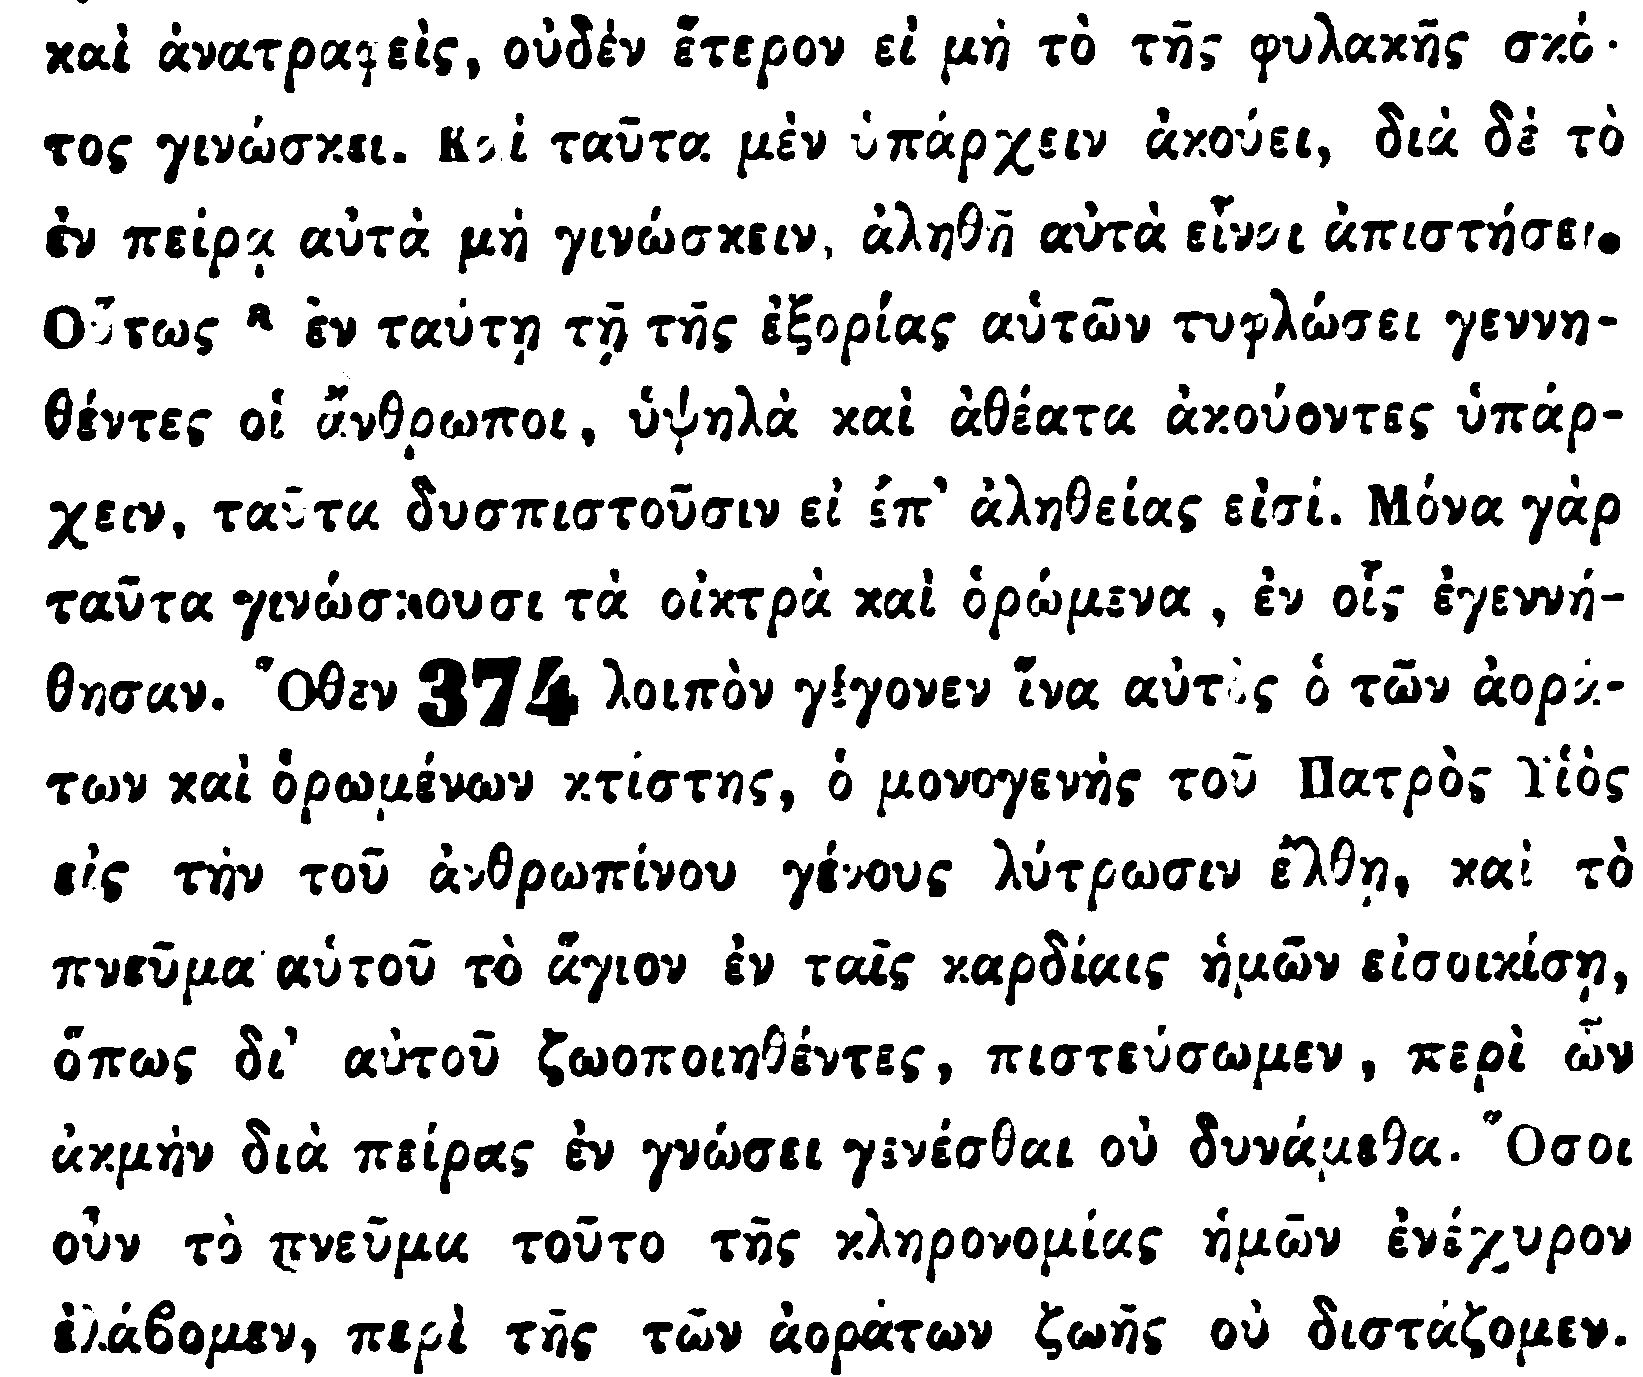 καὶ ἀνατραφεὶς, οὐδὲν ἕτερον εἰ μὴ τὸ τῆς φυλακῆς σκό-
τος γινώσκει. Καὶ ταῦτα μὲν ὑπάρχειν ἀκούει, διὰ δὲ τὸ
ἐν πείρᾳ αὐτὰ μὴ γινώσκειν, ἀληθῆ αὐτὰ εἶναι ἀπιστήσει.
Οὕτως ᵃ ἐν ταύτῃ τῇ τῆς ἐξορίας αὑτῶν τυφλώσει γεννη-
θέντες οἱ ἄνθρωποι, ὑψηλὰ καὶ ἀθέατα ἀκούοντες ὑπάρ-
χειν, ταῦτα δυσπιστοῦσιν εἰ ἐπ' ἀληθείας εἰσί. Μόνα γὰρ
ταῦτα γινώσκουσι τὰ οἰκτρὰ καὶ ὁρώμενα, ἐν οἷς ἐγεννή-
θησαν. Ὅθεν 374 λοιπὸν γέγονεν ἵνα αὐτὸς ὁ τῶν ἀορά-
των καὶ ὁρωμένων κτίστης, ὁ μονογενὴς τοῦ Πατρὸς Υἱὸς
εἰς τὴν τοῦ ἀνθρωπίνου γένους λύτρωσιν ἔλθῃ, καὶ τὸ
πνεῦμα αὑτοῦ τὸ ἅγιον ἐν ταῖς καρδίαις ἡμῶν εἰσοικίσῃ,
ὅπως δι' αὐτοῦ ζωοποιηθέντες, πιστεύσωμεν, περὶ ὧν
ἀκμὴν διὰ πείρας ἐν γνώσει γενέσθαι οὐ δυνάμεθα. Ὅσοι
οὖν τὸ πνεῦμα τοῦτο τῆς κληρονομίας ἡμῶν ἐνέχυρον
ἐλάβομεν, περὶ τῆς τῶν ἀοράτων ζωῆς οὐ διστάζομεν.